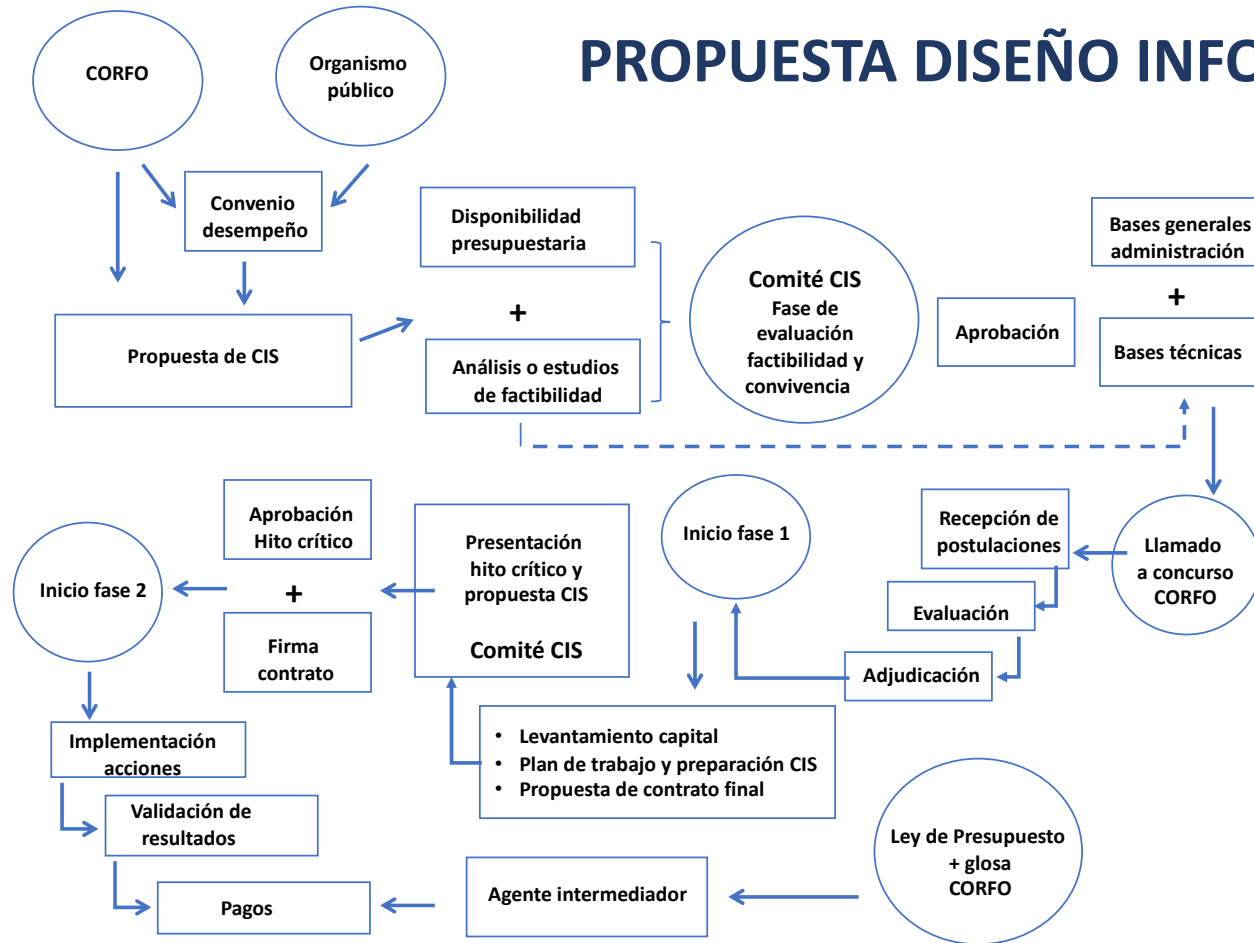 PROPUESTA DISEÑO INFO
CORFO
Organismo
público
Convenio
desempeño
Propuesta de CIS
Disponibilidad
presupuestaria
+
Análisis o estudios
de factibilidad
Comité CIS
Fase de
evaluación
factibilidad y
convivencia
Aprobación
Bases generales
administración
+
Bases técnicas
Llamado
a concurso
CORFO
Recepción de
postulaciones
Evaluación
Adjudicación
Inicio fase 1
• Levantamiento capital
• Plan de trabajo y preparación CIS
• Propuesta de contrato final
Presentación
hito crítico y
propuesta CIS
Comité CIS
Aprobación
Hito crítico
+
Firma
contrato
Inicio fase 2
Implementación
acciones
Validación de
resultados
Pagos
Agente intermediador
Ley de Presupuesto
+ glosa
CORFO